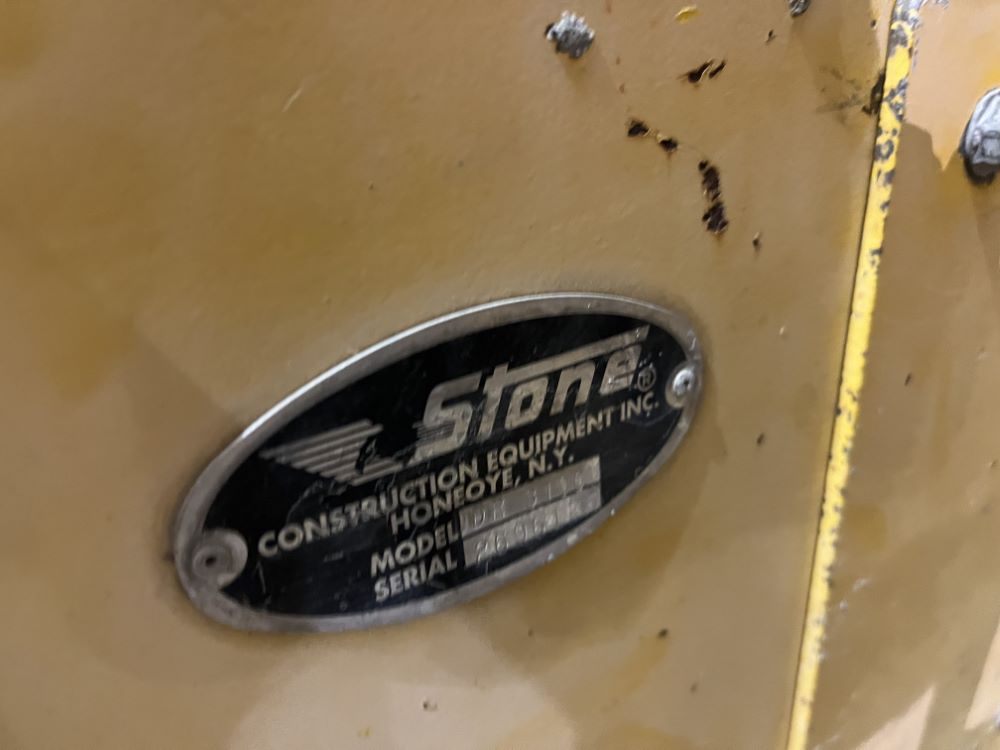 Stone®
CONSTRUCTION EQUIPMENT INC.
HONEOYE, N.Y.
MODEL
SERIAL